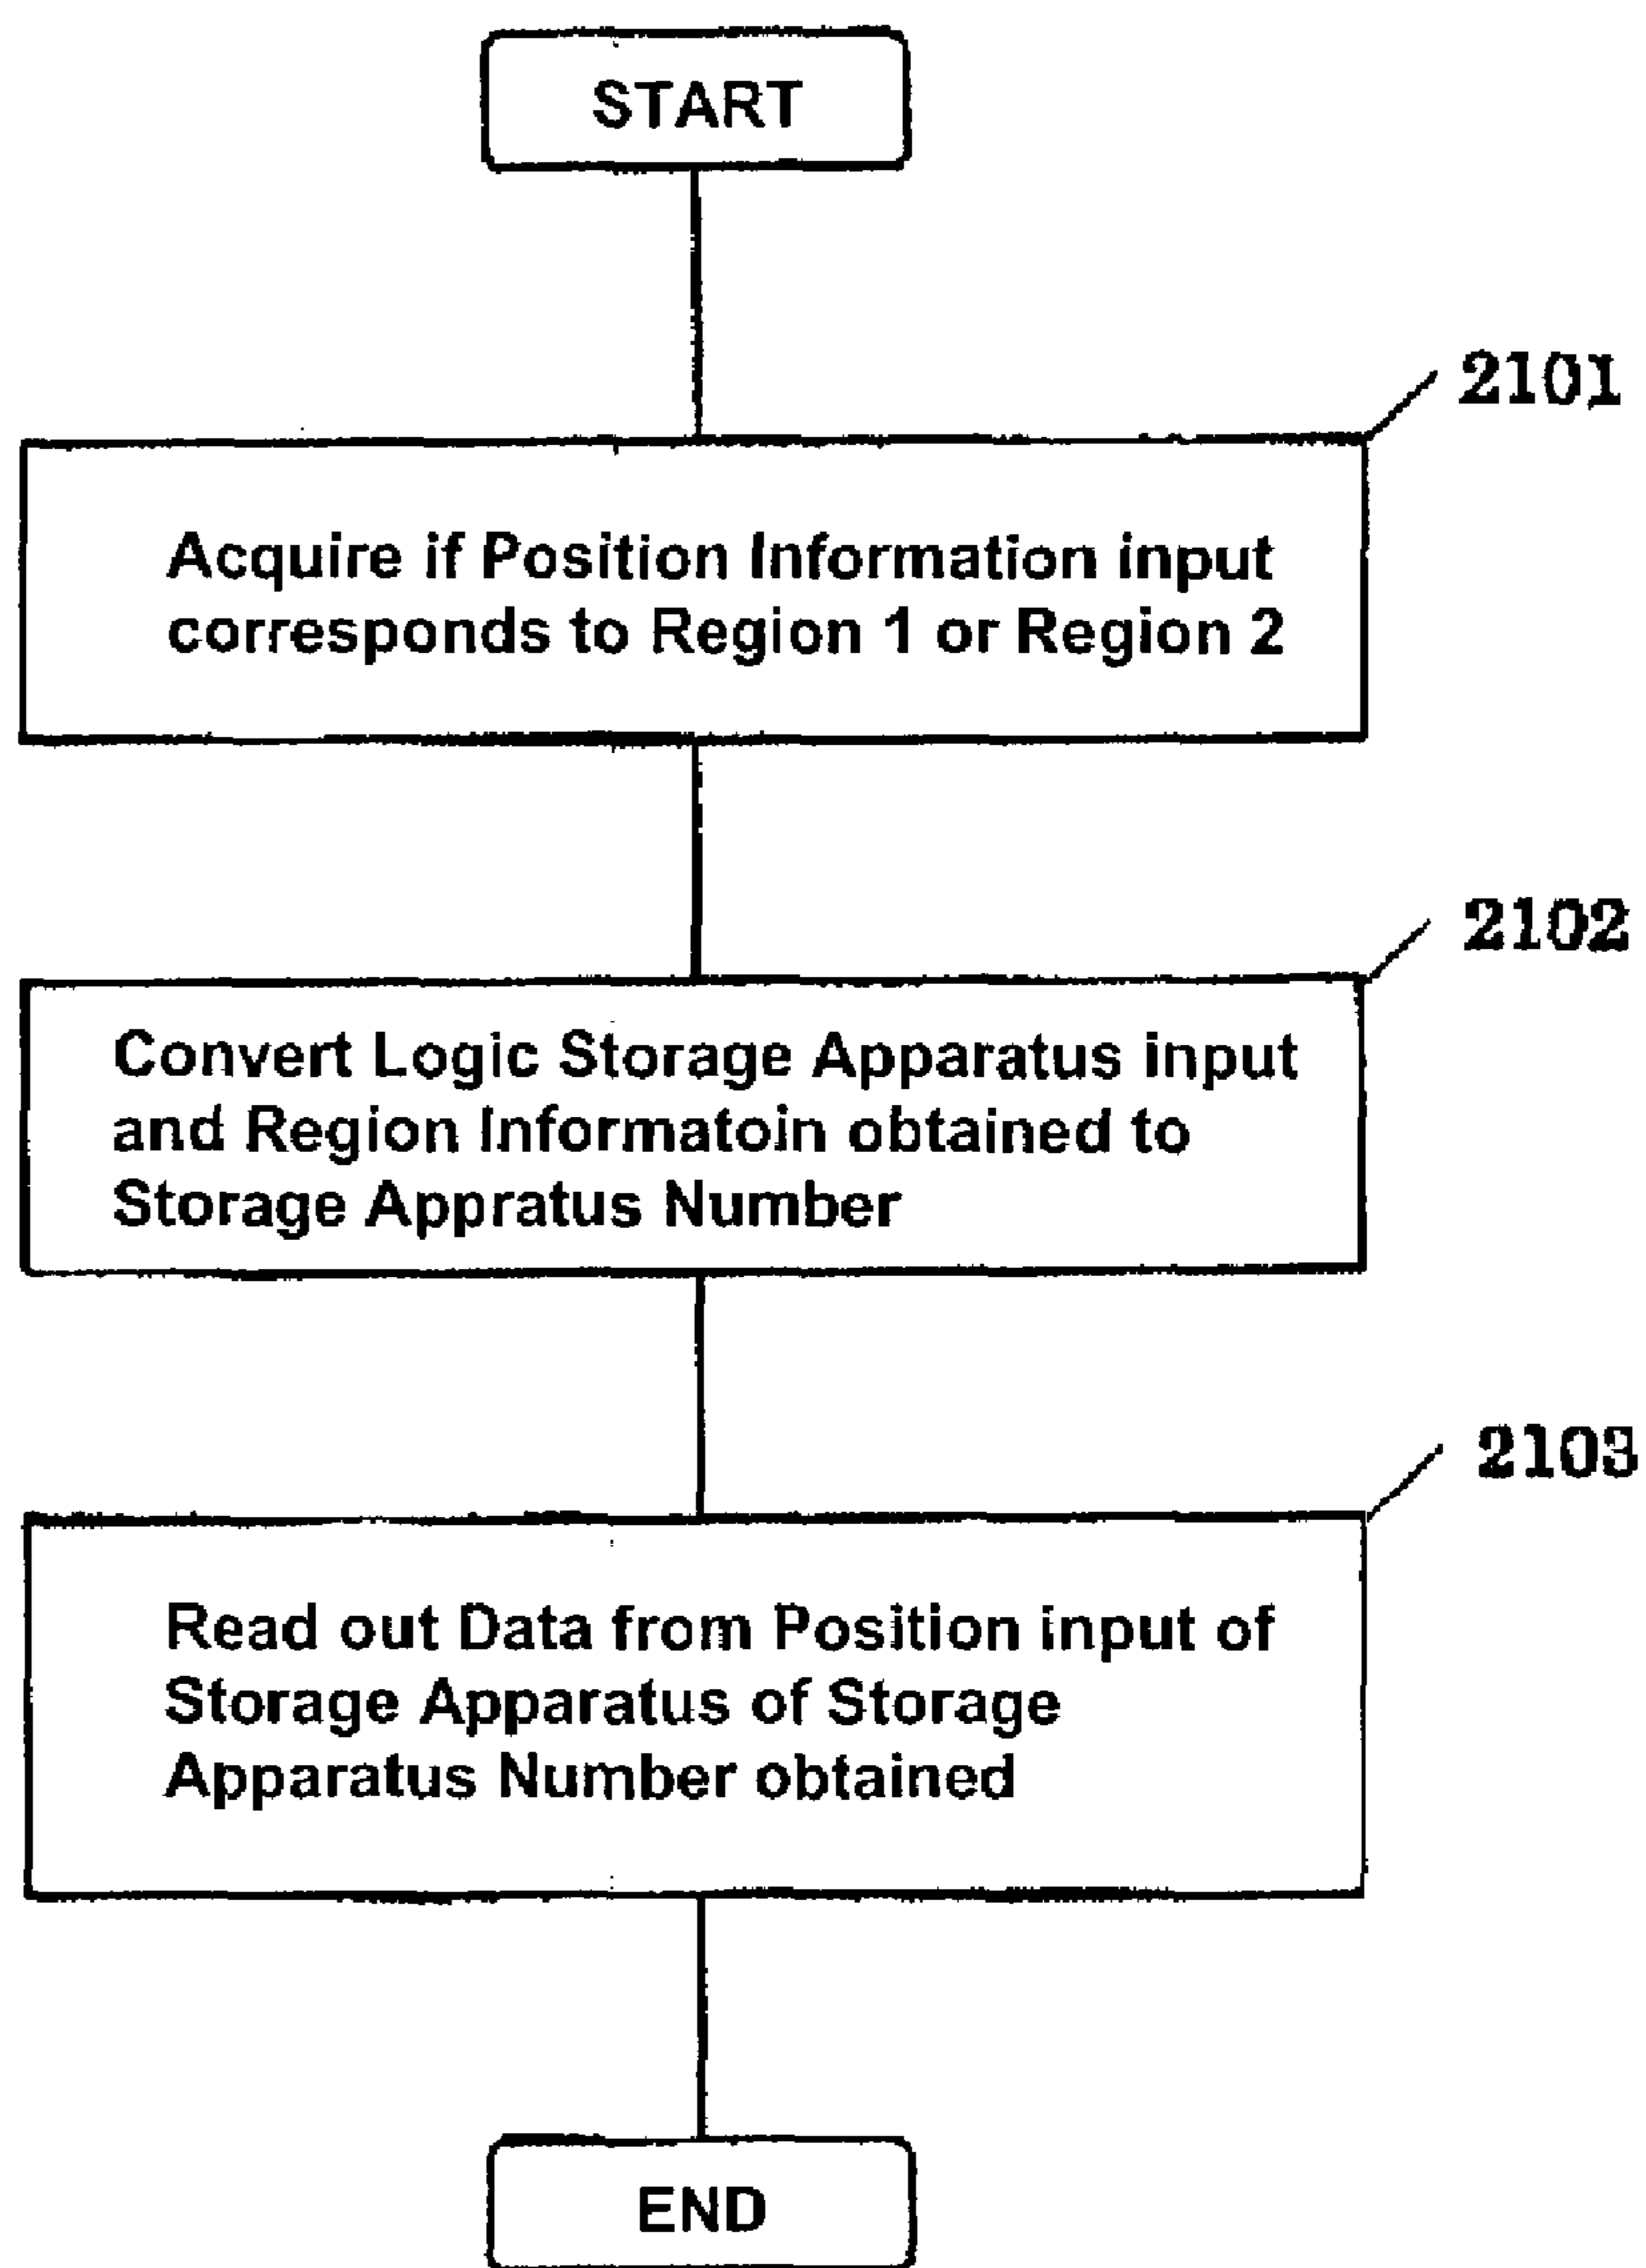 START
2101
Acquire if Position Information input
corresponds to Region 1 or Region 2
2102
Convert Logic Storage Apparatus input
and Region Informatoin obtained to
Storage Appratus Number
2103
Read out Data from Position input of
Storage Apparatus of Storage
Apparatus Number obtained
END